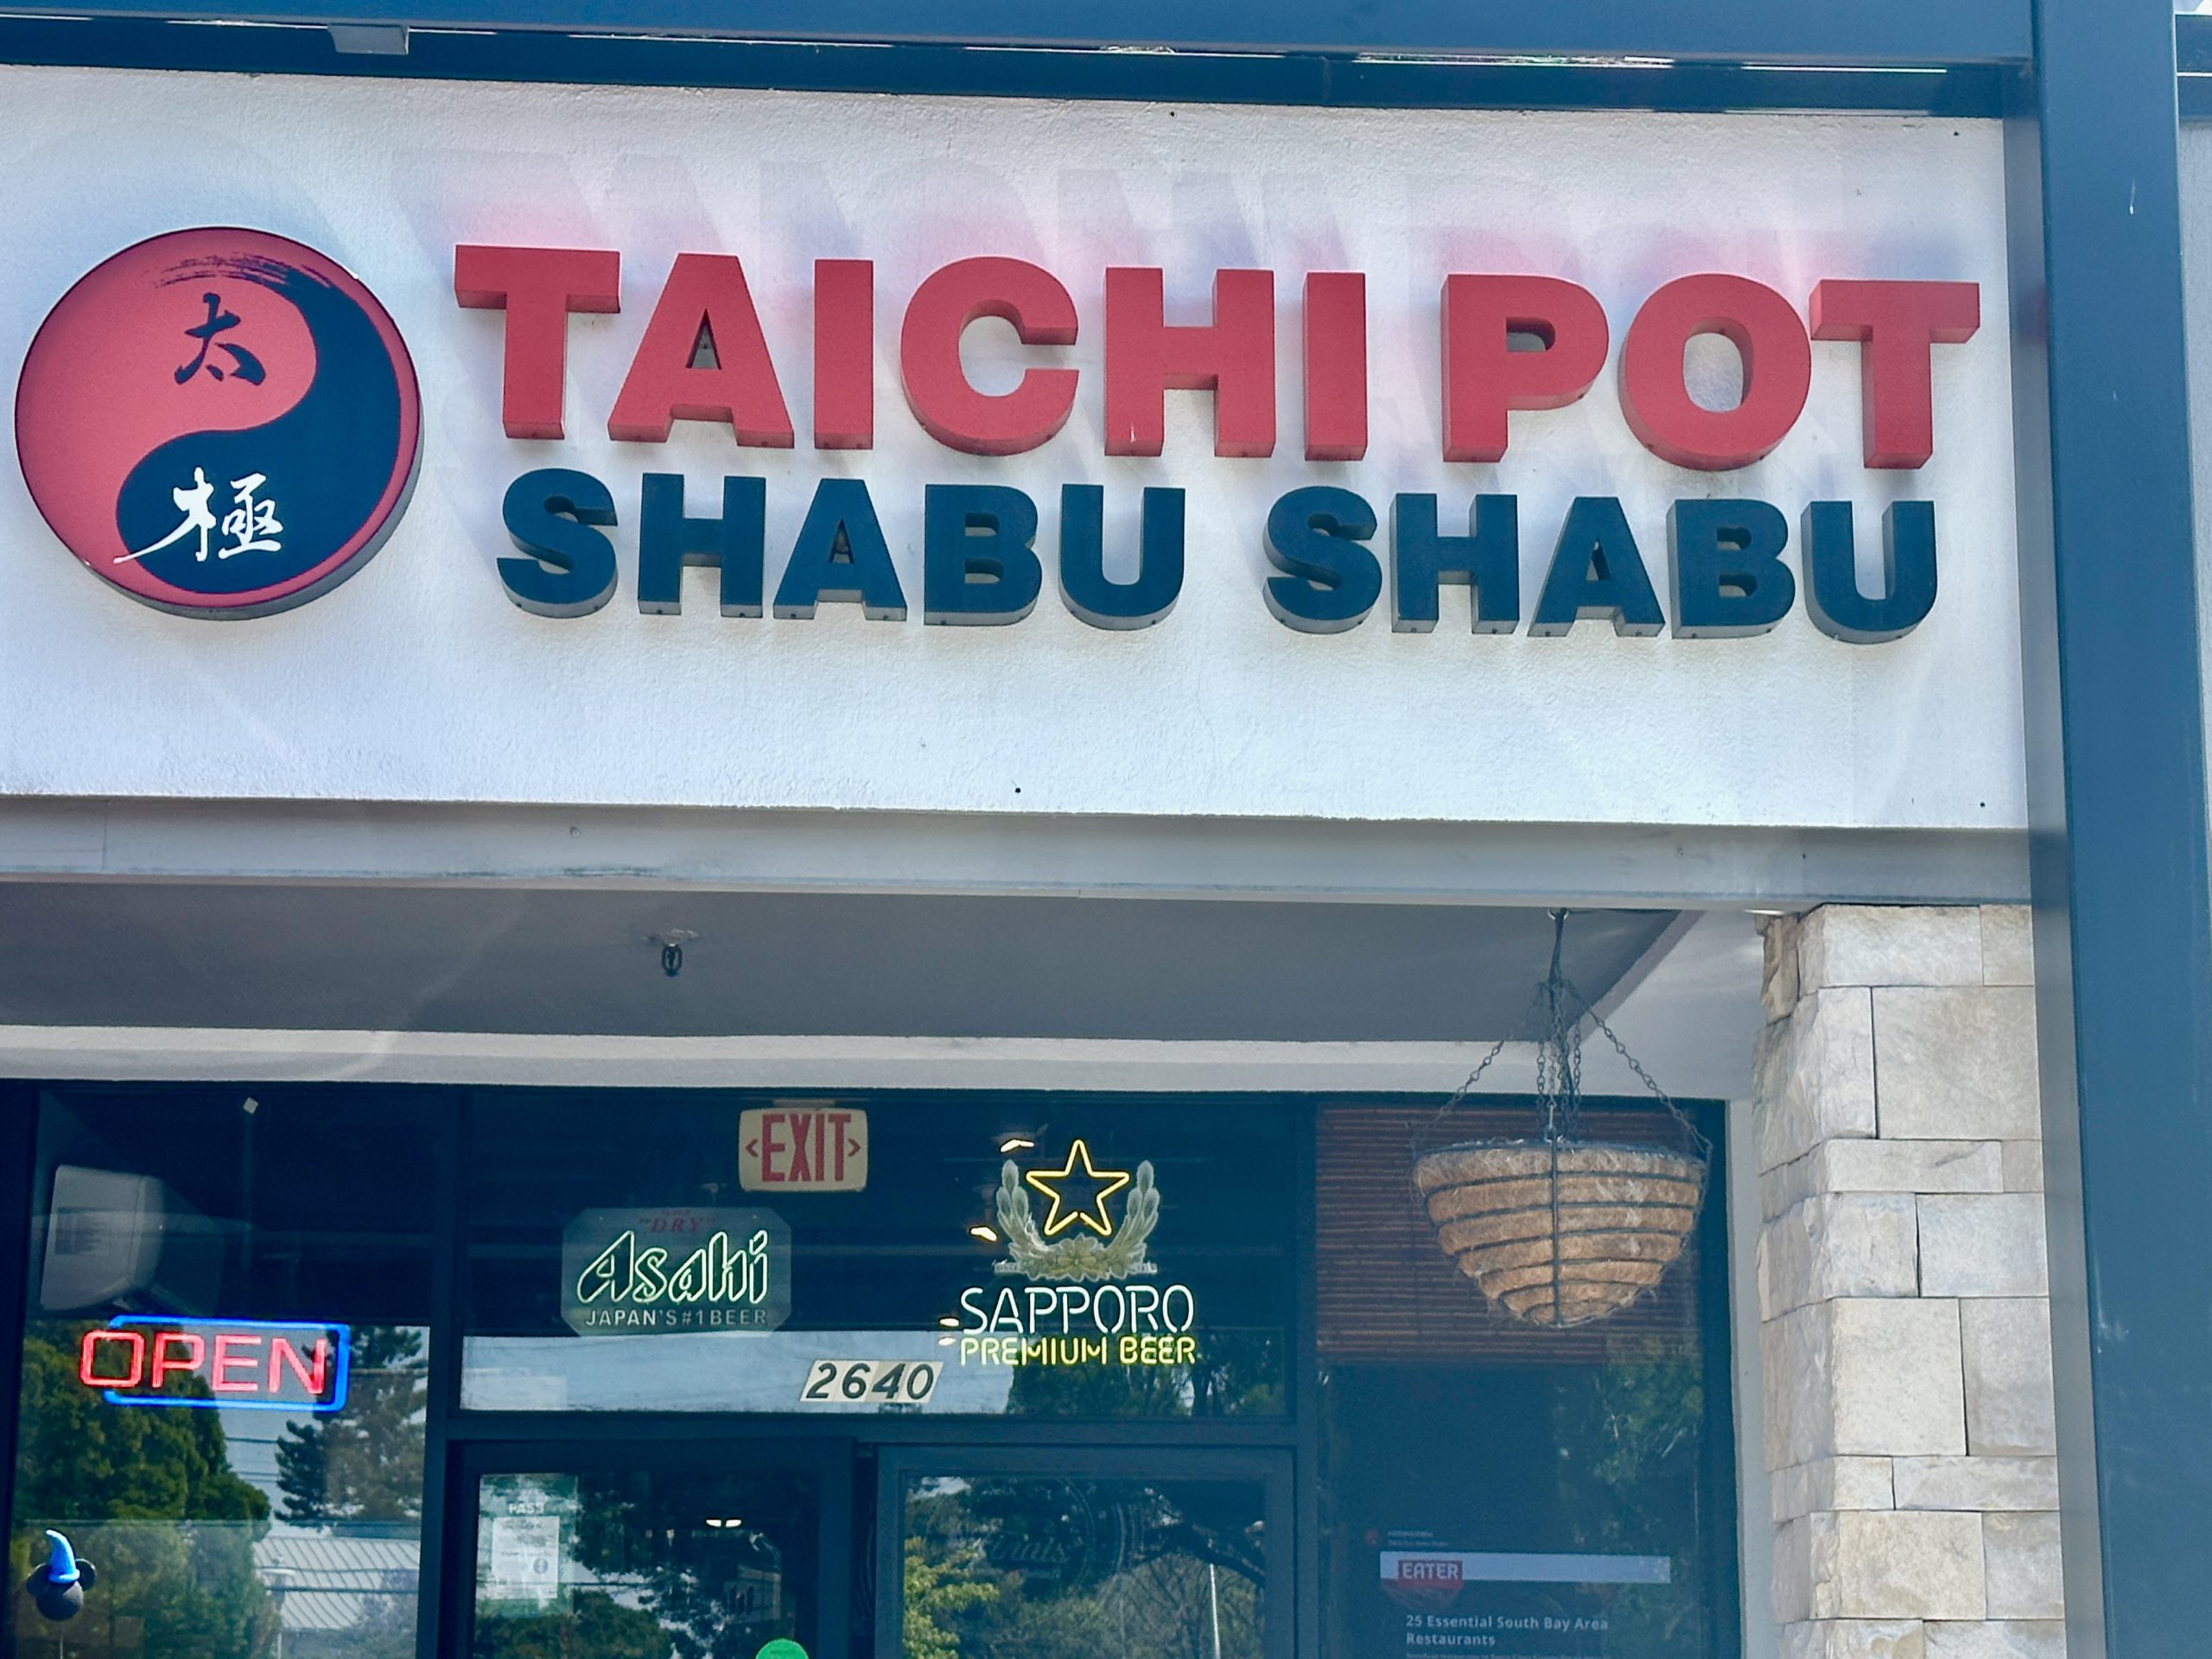 太
極
TAICHI POT
SHABU SHABU
<EXIT>
"DRY"
Asahi
JAPAN'S #1 BEER
SAPPORO
PREMIUM BEER
OPEN
2640
PASS
EATER
25 Essential South Bay Area
Restaurants